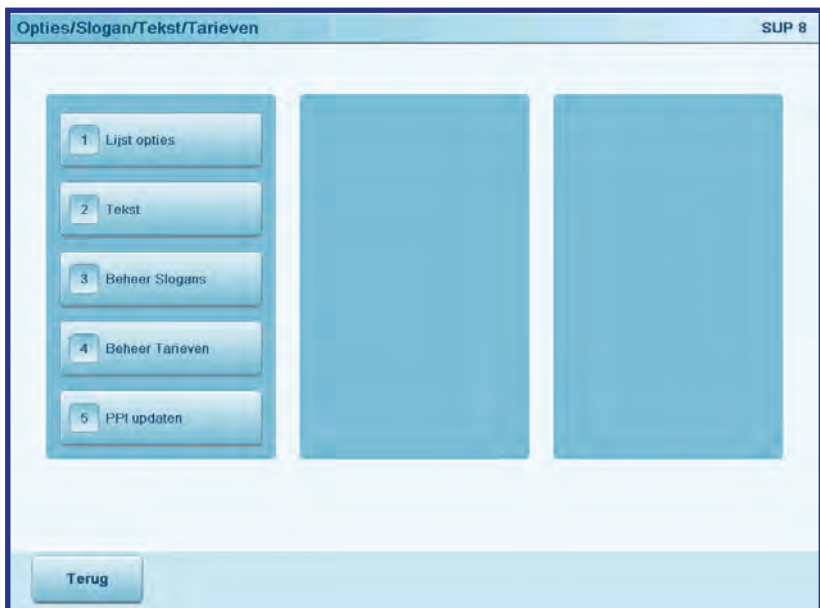 Opties/Slogan/Tekst/Tarieven SUP 8
1 Lijst opties
2 Tekst
3 Beheer Slogans
4 Beheer Tarieven
5 PPI updaten
Terug